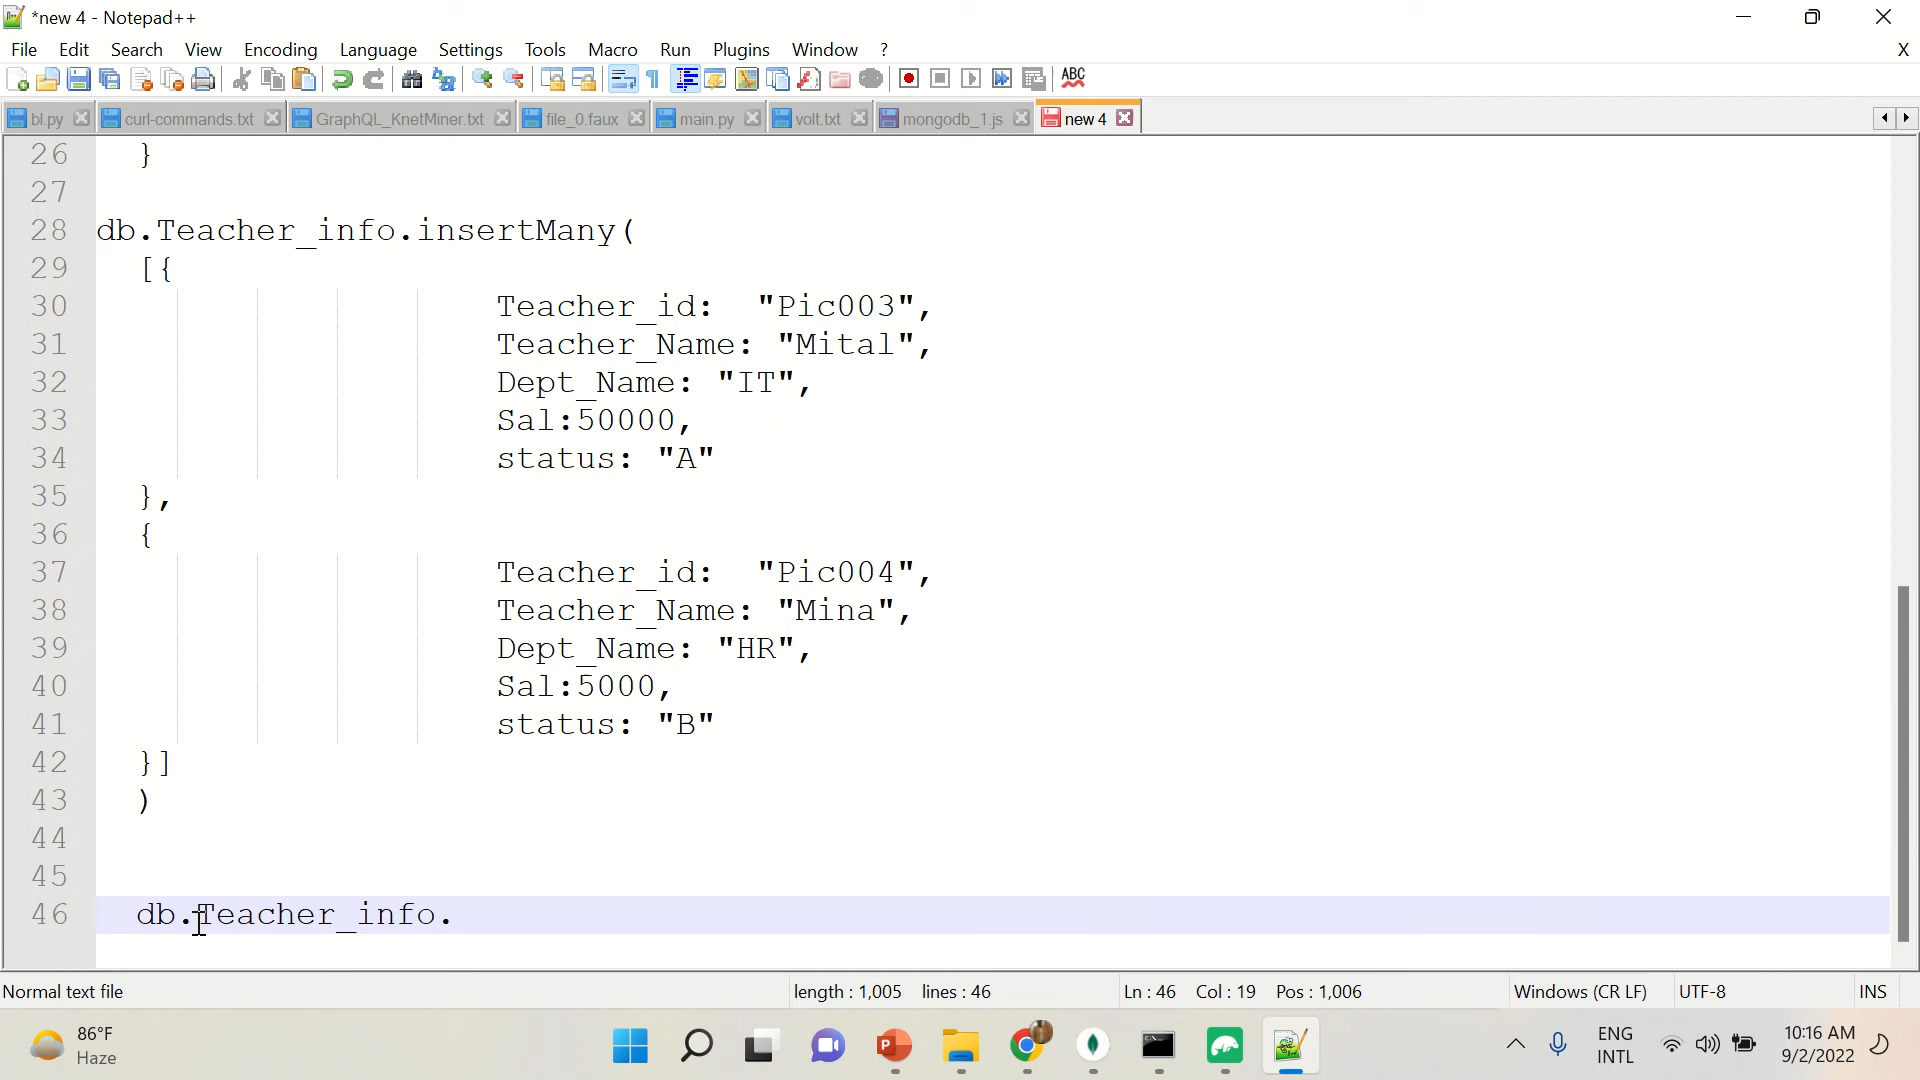 *new 4 - Notepad++
File Edit Search View Encoding Language Settings Tools Macro Run Plugins Window ? X
ABC
bl.py curl-commands.txt GraphQL_KnetMiner.txt file_0.faux main.py volt.txt mongodb_1.js new 4
26 }
27
28 db.Teacher_info.insertMany(
29 [{
30 Teacher_id: "Pic003",
31 Teacher_Name: "Mital",
32 Dept_Name: "IT",
33 Sal:50000,
34 status: "A"
35 },
36 {
37 Teacher_id: "Pic004",
38 Teacher_Name: "Mina",
39 Dept_Name: "HR",
40 Sal:5000,
41 status: "B"
42 }]
43 )
44
45
46 db.Teacher_info.
Normal text file length : 1,005 lines : 46 Ln : 46 Col : 19 Pos : 1,006 Windows (CR LF) UTF-8 INS
86°F
Haze
ENG
INTL
10:16 AM
9/2/2022